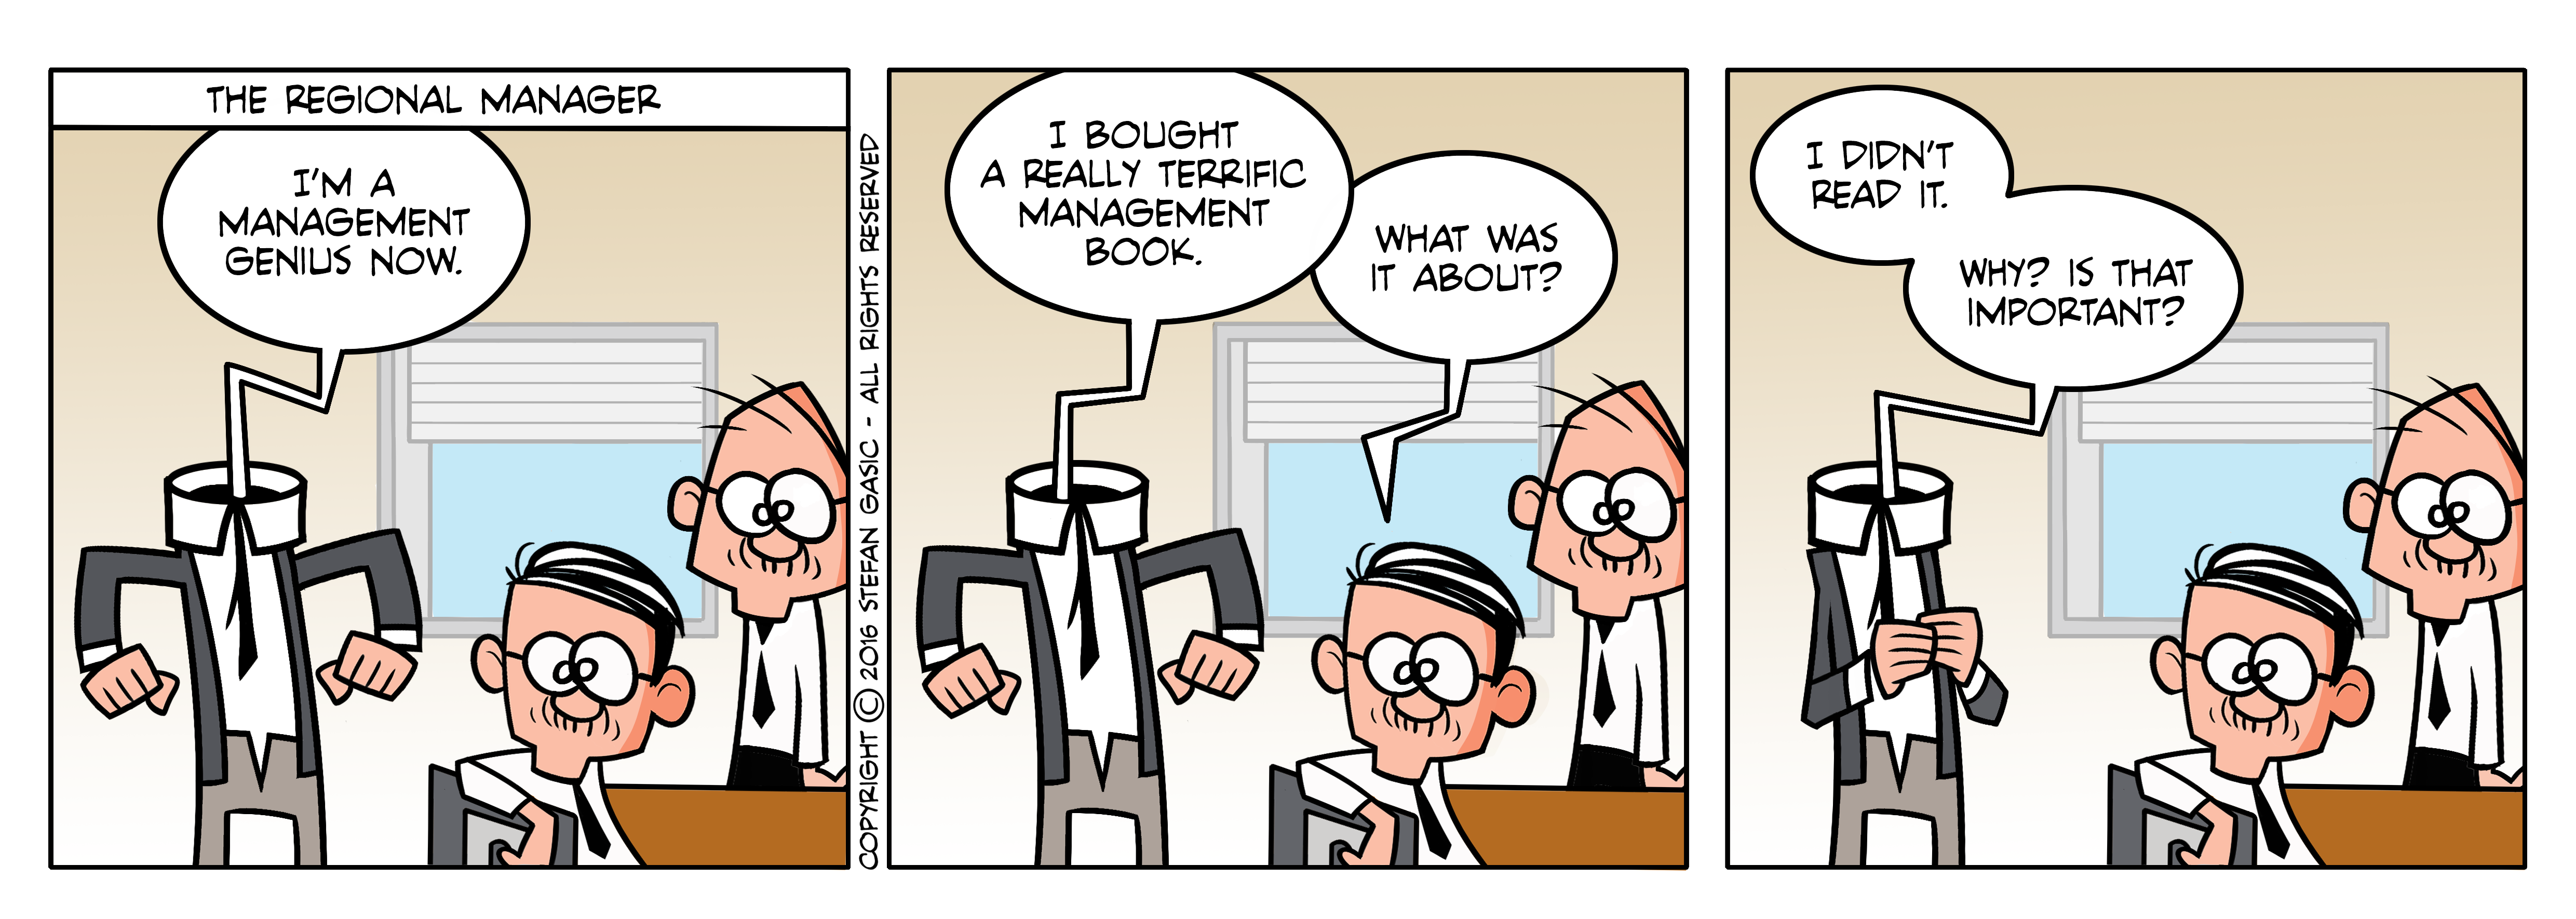 THE REGIONAL MANAGER
I'M A
MANAGEMENT
GENIUS NOW.
COPYRIGHT © 2016 STEFAN GASIC - ALL RIGHTS RESERVED
I BOUGHT
A REALLY TERRIFIC
MANAGEMENT
BOOK.
WHAT WAS
IT ABOUT?
I DIDN'T
READ IT.
WHY? IS THAT
IMPORTANT?